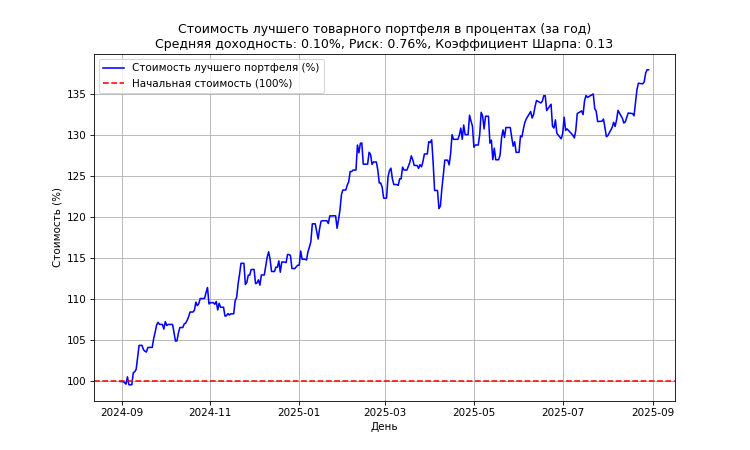 Стоимость лучшего товарного портфеля в процентах (за год)
Средняя доходность: 0.10%, Риск: 0.76%, Коэффициент Шарпа: 0.13
Стоимость лучшего портфеля (%)
Начальная стоимость (100%)
Стоимость (%)
135
130
125
120
115
110
105
100
2024-09
2024-11
2025-01
2025-03
2025-05
2025-07
2025-09
День